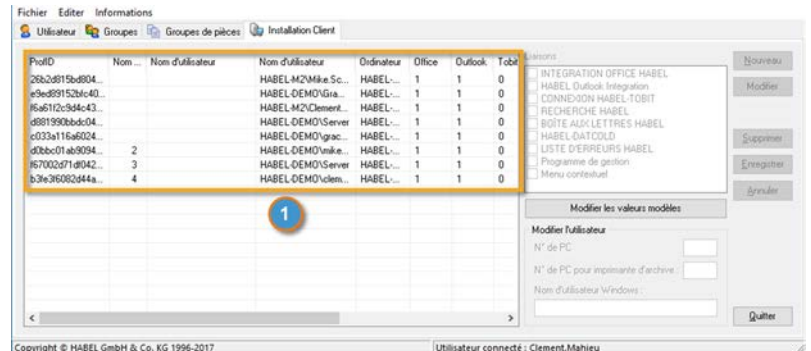 Fichier Editer Informations
Utilisateur Groupes Groupes de pièces Installation Client
ProfID Nom ... Nom d'utilisateur Nom d'utilisateur Ordinateur Office Outlook Tobit
26b2d815bd804... HABEL-M2\Mike.Sc... HABEL-... 1 1 0
e9ed89152bfc40... HABEL-DEMO\Gra... HABEL-... 1 1 0
f6a61f2c9d4c43... HABEL-M2\Clement... HABEL-... 1 1 0
d881990bbdc04... HABEL-DEMO\Server HABEL-... 1 1 0
c033a116a6024... HABEL-DEMO\grac... HABEL-... 1 1 0
d0bbc01ab9094... 2 HABEL-DEMO\mike... HABEL-... 1 1 0
f67002d71df042... 3 HABEL-DEMO\Server HABEL-... 1 1 0
b3fe3f6082d44a... 4 HABEL-DEMO\clem... HABEL-... 1 1 0
1
Liaisons
INTEGRATION OFFICE HABEL
HABEL Outlook Integration
CONNEXION HABEL-TOBIT
RECHERCHE HABEL
BOÎTE AUX LETTRES HABEL
HABEL-DATCOLD
LISTE D'ERREURS HABEL
Programme de gestion
Menu contextuel
Modifier les valeurs modèles
Modifier l'utilisateur
N° de PC
N° de PC pour imprimante d'archive :
Nom d'utilisateur Windows :
Nouveau
Modifier
Supprimer
Enregistrer
Annuler
Quitter
Copyright © HABEL GmbH & Co. KG 1996-2017 Utilisateur connecté : Clement.Mahieu